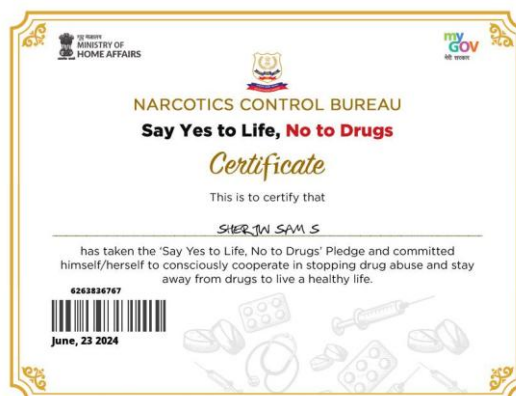 गृह मंत्रालय
MINISTRY OF
HOME AFFAIRS
my
GOV
मेरी सरकार
NARCOTICS CONTROL BUREAU
Say Yes to Life, No to Drugs
Certificate
This is to certify that
SHERJW SAM S
has taken the ‘Say Yes to Life, No to Drugs’ Pledge and committed
himself/herself to consciously cooperate in stopping drug abuse and stay
away from drugs to live a healthy life.
6263836767
June, 23 2024